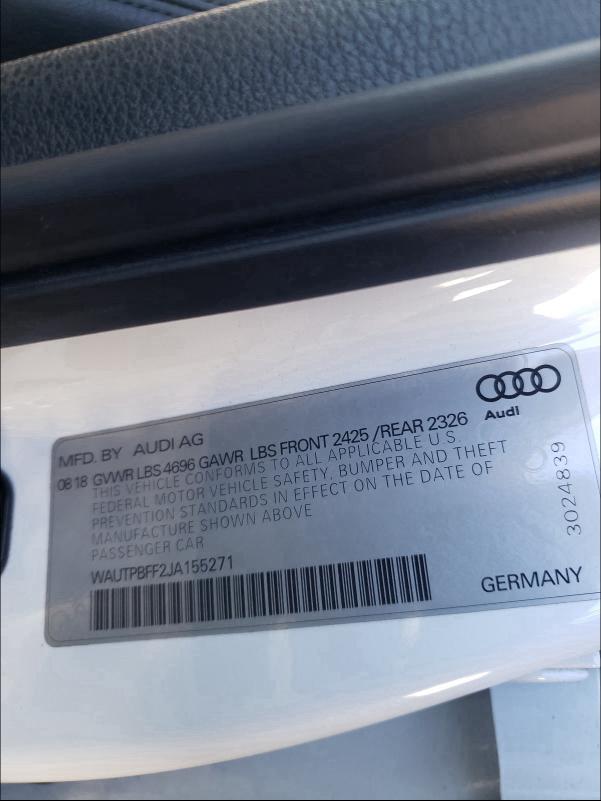 Audi
MFD. BY AUDI AG
08 18 GVWR LBS 4696 GAWR LBS FRONT 2425 /REAR 2326
THIS VEHICLE CONFORMS TO ALL APPLICABLE U.S.
FEDERAL MOTOR VEHICLE SAFETY, BUMPER AND THEFT
PREVENTION STANDARDS IN EFFECT ON THE DATE OF
MANUFACTURE SHOWN ABOVE
PASSENGER CAR
WAUTPBFF2JA155271
GERMANY
3024839